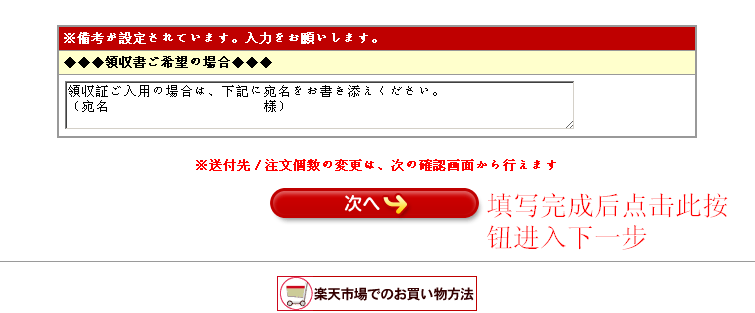 ※備考が設定されています。入力をお願いします。
◆◆◆領収書ご希望の場合◆◆◆
領収証ご入用の場合は、下記に宛名をお書き添えください。
（宛名　　　　　　　　　　様）
※送付先／注文個数の変更は、次の確認画面から行えます
次へ
填写完成后点击此按
钮进入下一步
楽天市場でのお買い物方法